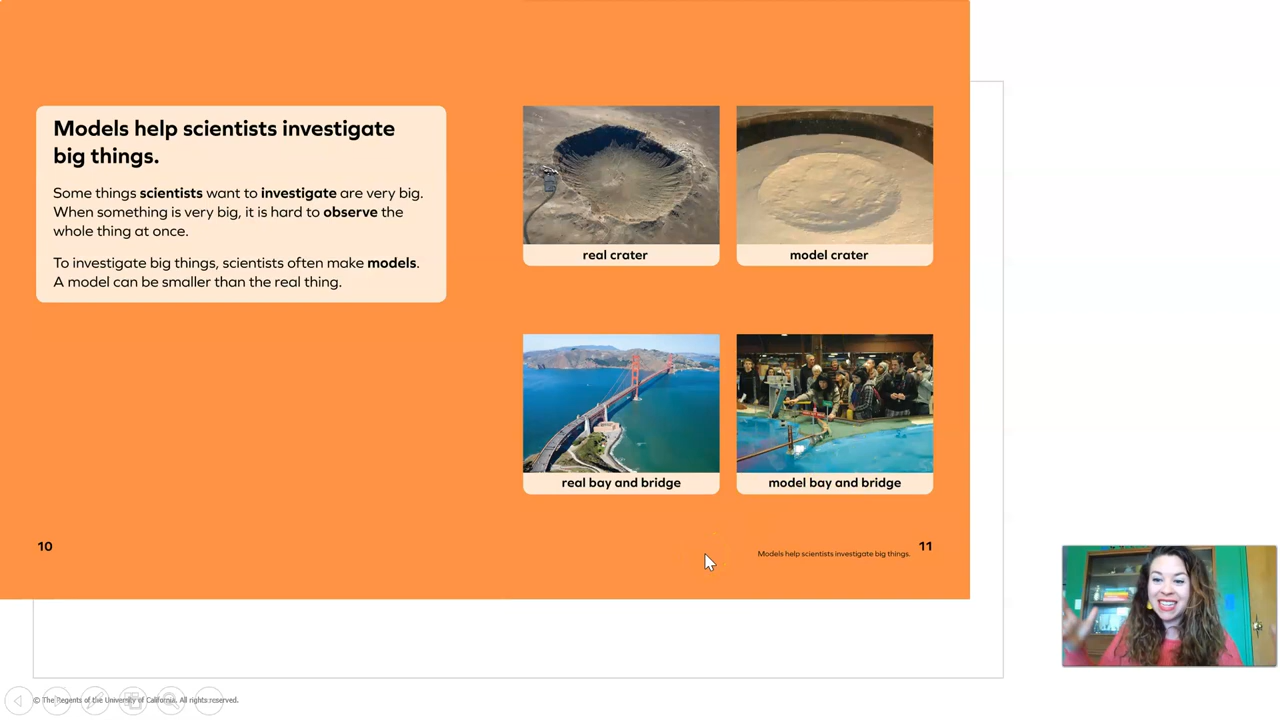 Models help scientists investigate
big things.
Some things scientists want to investigate are very big.
When something is very big, it is hard to observe the
whole thing at once.
To investigate big things, scientists often make models.
A model can be smaller than the real thing.
real crater
model crater
real bay and bridge
model bay and bridge
10
Models help scientists investigate big things.
11
© The Regents of the University of California. All rights reserved.